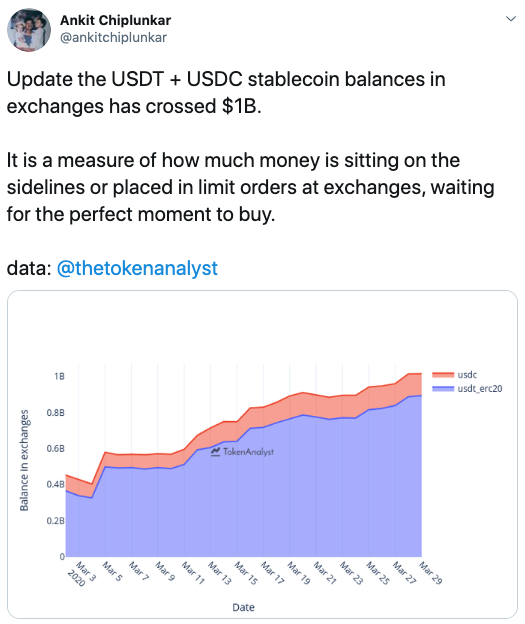 Ankit Chiplunkar
@ankitchiplunkar
Update the USDT + USDC stablecoin balances in
exchanges has crossed $1B.
It is a measure of how much money is sitting on the
sidelines or placed in limit orders at exchanges, waiting
for the perfect moment to buy.
data: @thetokenanalyst
usdc
usdt_erc20
Balance in exchanges
1B
0.8B
0.6B
0.4B
0.2B
0
TokenAnalyst
Mar 3
2020
Mar 5
Mar 7
Mar 9
Mar 11
Mar 13
Mar 15
Mar 17
Mar 19
Mar 21
Mar 23
Mar 25
Mar 27
Mar 29
Date